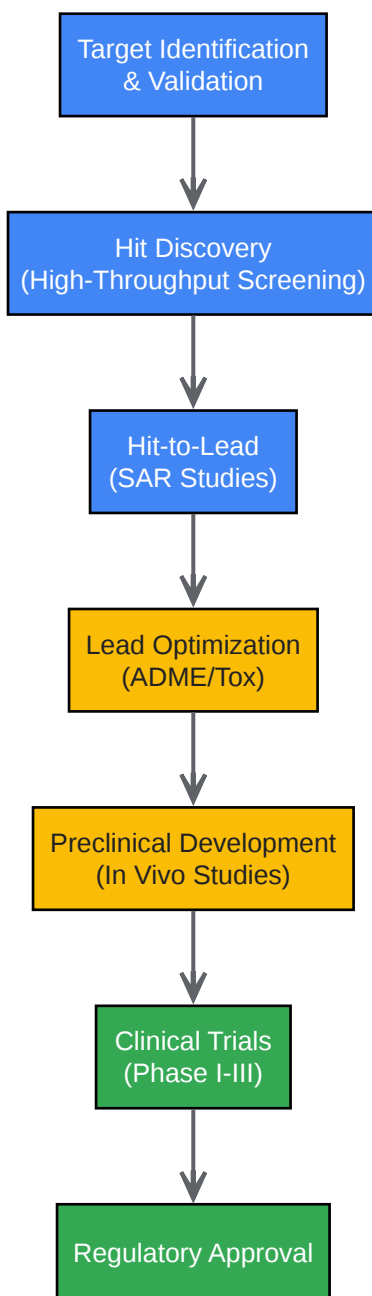 Target Identification
& Validation
Hit Discovery
(High-Throughput Screening)
Hit-to-Lead
(SAR Studies)
Lead Optimization
(ADME/Tox)
Preclinical Development
(In Vivo Studies)
Clinical Trials
(Phase I-III)
Regulatory Approval